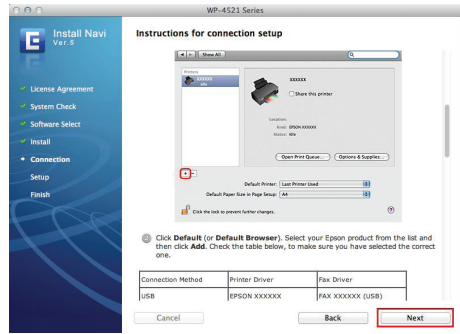 WP-4521 Series
Install Navi
Ver.5
License Agreement
System Check
Software Select
Install
Connection
Setup
Finish
Instructions for connection setup
Show All
Printers
XXXXXX
Idle
XXXXXX
Share this printer
Location:
Kind: EPSON XXXXXX
Status: Idle
Open Print Queue...
Options & Supplies...
+ -
Default Printer: Last Printer Used
Default Paper Size in Page Setup: A4
Click the lock to prevent further changes.
?
Click Default (or Default Browser). Select your Epson product from the list and
then click Add. Check the table below, to make sure you have selected the correct
one.
Connection Method Printer Driver Fax Driver
USB EPSON XXXXXX FAX XXXXXX (USB)
Cancel Back Next